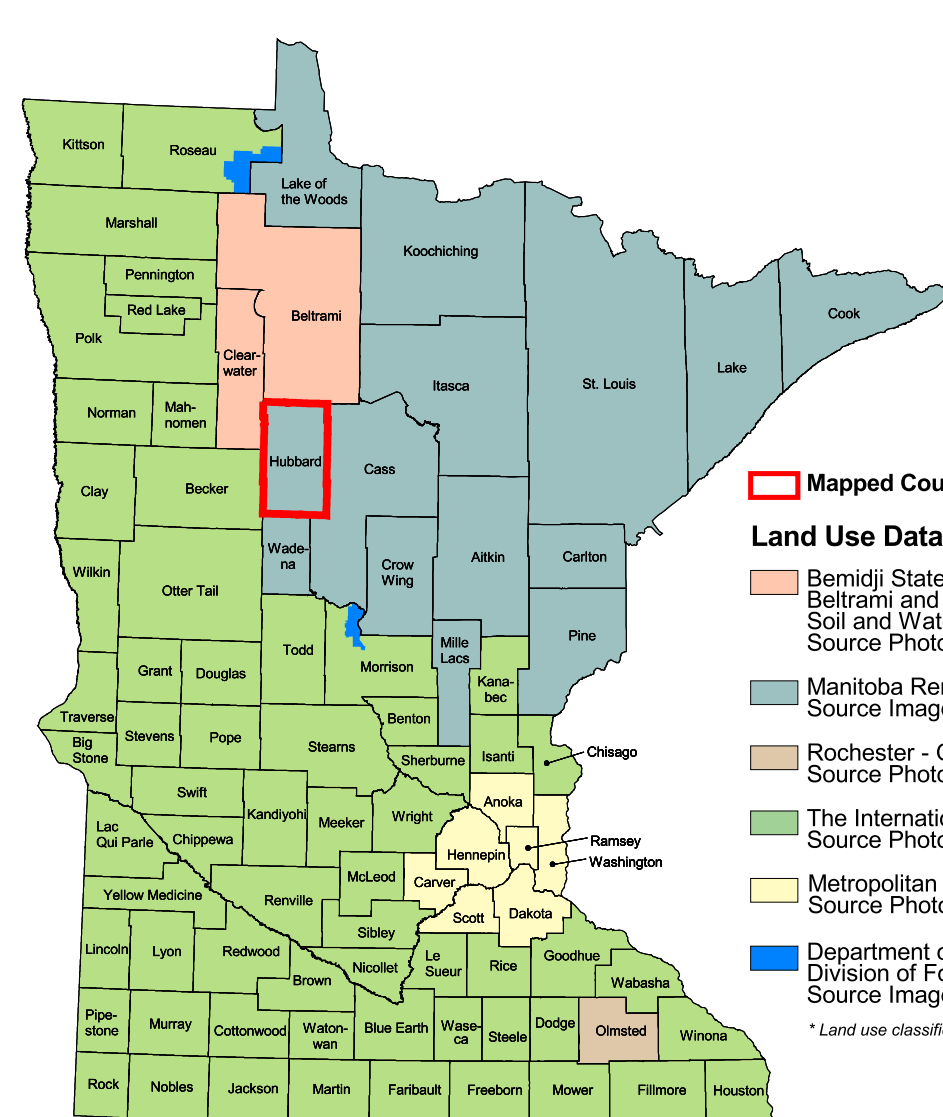 Kittson
Roseau
Lake of
the Woods
Marshall
Koochiching
Pennington
Red Lake
Beltrami
Cook
Polk
Clear-
water
Lake
St. Louis
Itasca
Norman
Mah-
nomen
Hubbard
Cass
Clay
Becker
Mapped Cou
Land Use Data
Wade-
na
Crow
Wing
Aitkin
Carlton
Wilkin
Otter Tail
Bemidji State
Beltrami and
Soil and Wat
Source Photo
Todd
Mille
Lacs
Pine
Grant
Douglas
Morrison
Kana-
bec
Manitoba Re
Source Image
Traverse
Stevens
Pope
Benton
Big
Stone
Stearns
Sherburne
Isanti
Chisago
Rochester - 
Source Photo
Swift
Anoka
Kandiyohi
Meeker
Wright
The Internatio
Source Photo
Lac
Qui Parle
Chippewa
Ramsey
Hennepin
Washington
McLeod
Carver
Yellow Medicine
Renville
Metropolitan
Source Photo
Scott
Dakota
Sibley
Lincoln
Lyon
Redwood
Nicollet
Le
Sueur
Rice
Goodhue
Department o
Division of Fo
Source Image
Brown
Wabasha
Pipe-
stone
Murray
Cottonwood
Waton-
wan
Blue Earth
Wase-
ca
Steele
Dodge
Olmsted
Winona
* Land use classifi
Rock
Nobles
Jackson
Martin
Faribault
Freeborn
Mower
Fillmore
Houston